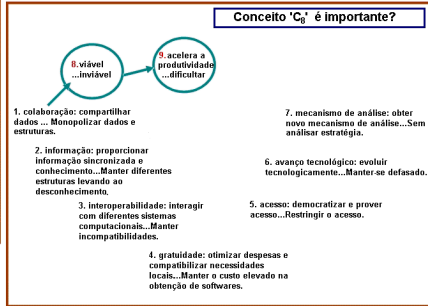 Conceito 'C8' é importante?
8.viável
...inviável
9.acelera a
produtividade
...dificultar
1. colaboração: compartilhar
dados ... Monopolizar dados e
estruturas.
2. informação: proporcionar
informação sincronizada e
conhecimento...Manter diferentes
estruturas levando ao
desconhecimento.
3. interoperabilidade: interagir
com diferentes sistemas
computacionais...Manter
incompatibilidades.
4. gratuidade: otimizar despesas e
compatibilizar necessidades
locais...Manter o custo elevado na
obtenção de softwares.
5. acesso: democratizar e prover
acesso...Restringir o acesso.
6. avanço tecnológico: evoluir
tecnologicamente...Manter-se defasado.
7. mecanismo de análise: obter
novo mecanismo de análise...Sem
análisar estratégia.